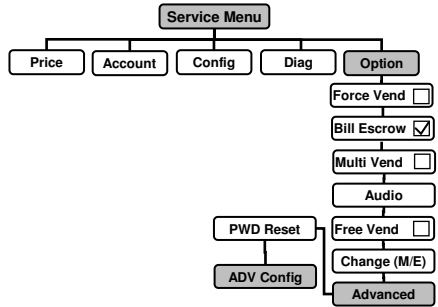 Service Menu
Price
Account
Config
Diag
Option
Force Vend
Bill Escrow
Multi Vend
Audio
PWD Reset
Free Vend
Change (M/E)
ADV Config
Advanced